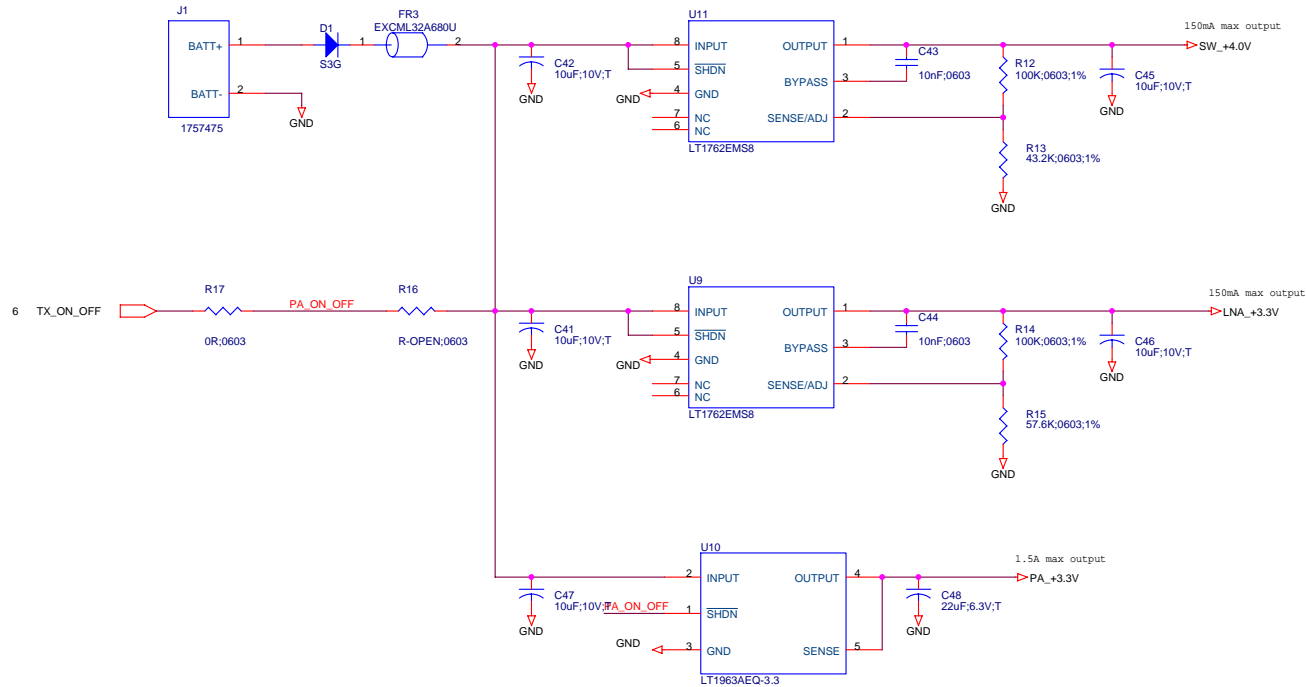 J1
BATT+
1
BATT-
2
1757475
GND
D1
S3G
FR3
EXCML32A680U
1
2
C42
10uF;10V;T
GND
U11
8
INPUT
5
SHDN
4
GND
GND
7
NC
6
NC
OUTPUT
1
BYPASS
3
SENSE/ADJ
2
LT1762EMS8
C43
10nF;0603
R12
100K;0603;1%
R13
43.2K;0603;1%
GND
C45
10uF;10V;T
GND
150mA max output
SW_+4.0V
6
TX_ON_OFF
R17
0R;0603
PA_ON_OFF
R16
R-OPEN;0603
C41
10uF;10V;T
GND
U9
8
INPUT
5
SHDN
4
GND
GND
7
NC
6
NC
OUTPUT
1
BYPASS
3
SENSE/ADJ
2
LT1762EMS8
C44
10nF;0603
R14
100K;0603;1%
R15
57.6K;0603;1%
GND
C46
10uF;10V;T
GND
150mA max output
LNA_+3.3V
C47
10uF;10V;T
GND
PA_ON_OFF
U10
2
INPUT
1
SHDN
3
GND
GND
OUTPUT
4
SENSE
5
LT1963AEQ-3.3
C48
22uF;6.3V;T
GND
1.5A max output
PA_+3.3V